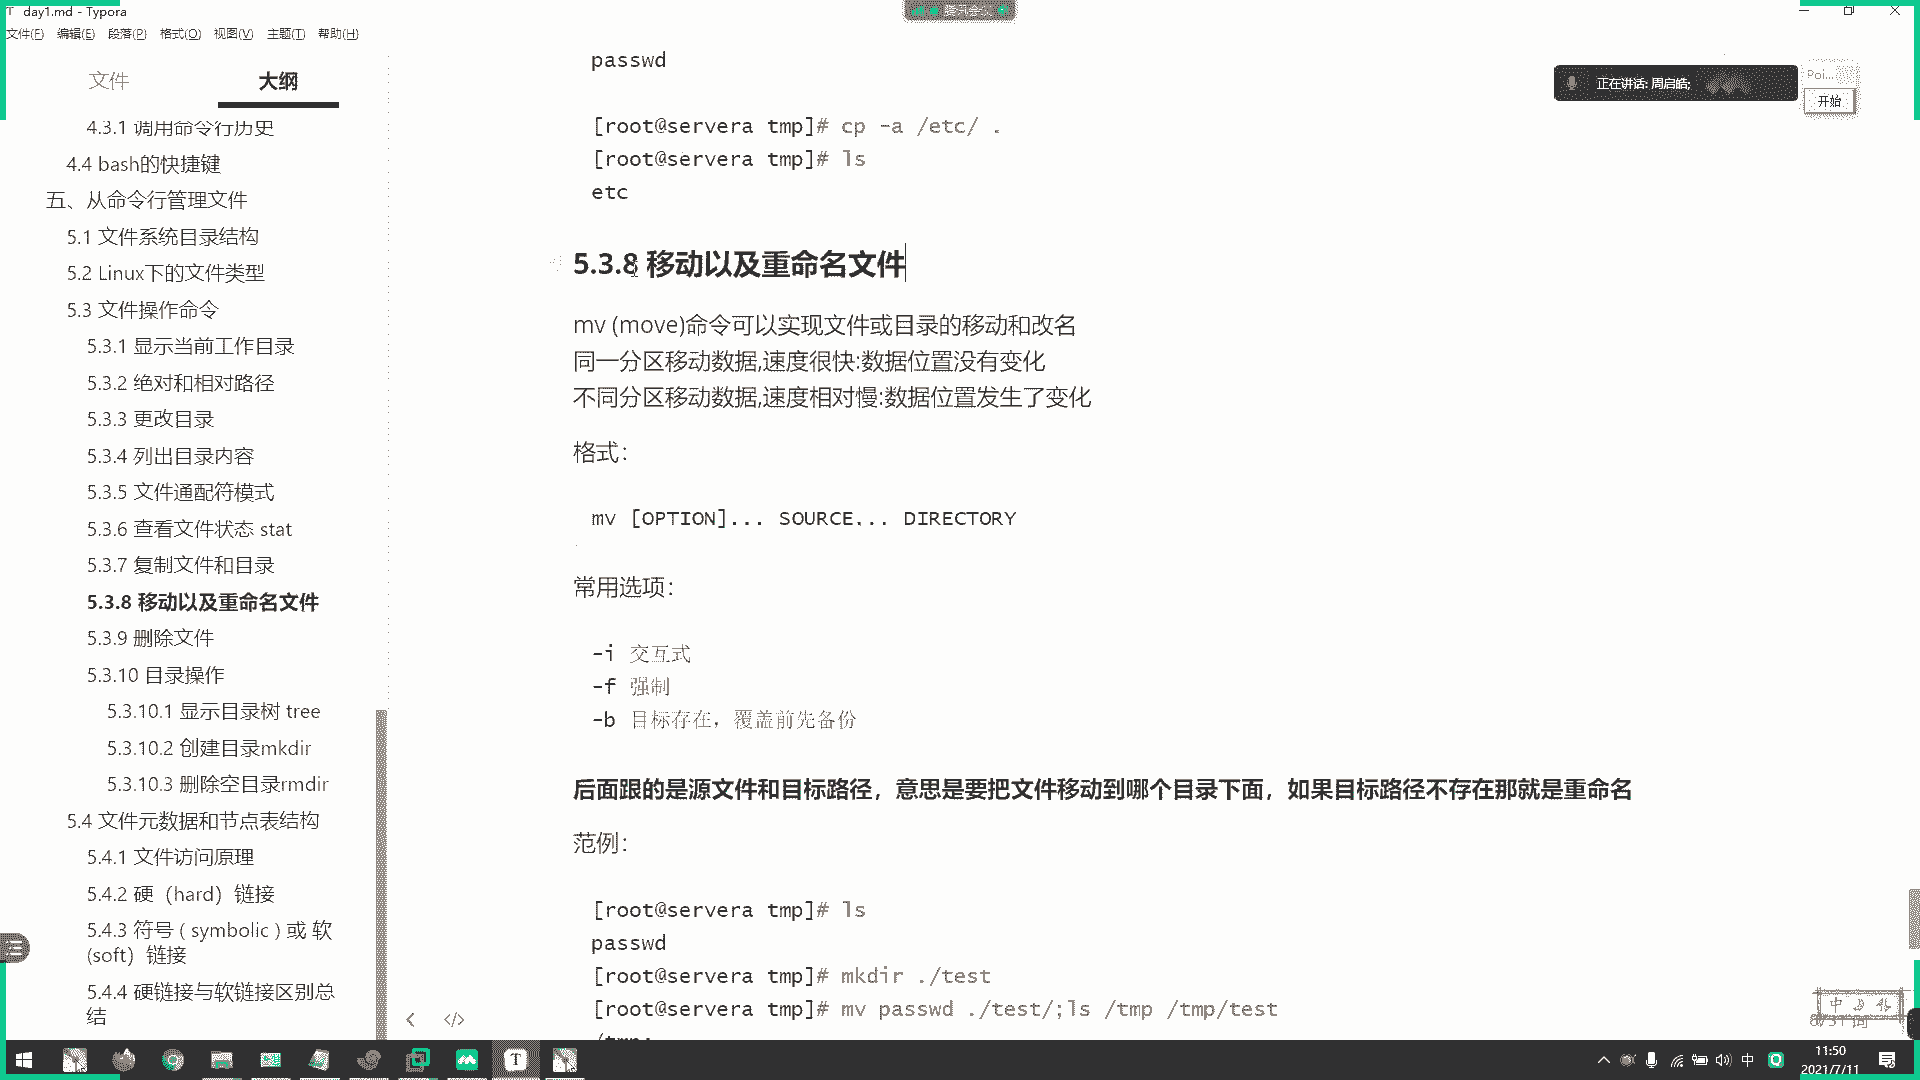 day1.md - Typora
腾讯会议
文件(F) 编辑(E) 段落(P) 格式(O) 视图(V) 主题(T) 帮助(H)
文件 大纲
4.3.1 调用命令行历史
4.4 bash的快捷键
五、从命令行管理文件
5.1 文件系统目录结构
5.2 Linux下的文件类型
5.3 文件操作命令
5.3.1 显示当前工作目录
5.3.2 绝对和相对路径
5.3.3 更改目录
5.3.4 列出目录内容
5.3.5 文件通配符模式
5.3.6 查看文件状态 stat
5.3.7 复制文件和目录
5.3.8 移动以及重命名文件
5.3.9 删除文件
5.3.10 目录操作
5.3.10.1 显示目录树 tree
5.3.10.2 创建目录mkdir
5.3.10.3 删除空目录rmdir
5.4 文件元数据和节点表结构
5.4.1 文件访问原理
5.4.2 硬（hard）链接
5.4.3 符号 ( symbolic ) 或 软
(soft）链接
5.4.4 硬链接与软链接区别总
结
passwd
[root@servera tmp]# cp -a /etc/ .
[root@servera tmp]# ls
etc
5.3.8 移动以及重命名文件
mv (move)命令可以实现文件或目录的移动和改名
同一分区移动数据,速度很快:数据位置没有变化
不同分区移动数据,速度相对慢:数据位置发生了变化
格式：
mv [OPTION]... SOURCE... DIRECTORY
常用选项：
-i 交互式
-f 强制
-b 目标存在，覆盖前先备份
后面跟的是源文件和目标路径，意思是要把文件移动到哪个目录下面，如果目标路径不存在那就是重命名
范例：
[root@servera tmp]# ls
passwd
[root@servera tmp]# mkdir ./test
[root@servera tmp]# mv passwd ./test/;ls /tmp /tmp/test
/tmp:
正在讲话: 周启皓;
Poi...
开始
中
中
11:50
2021/7/11